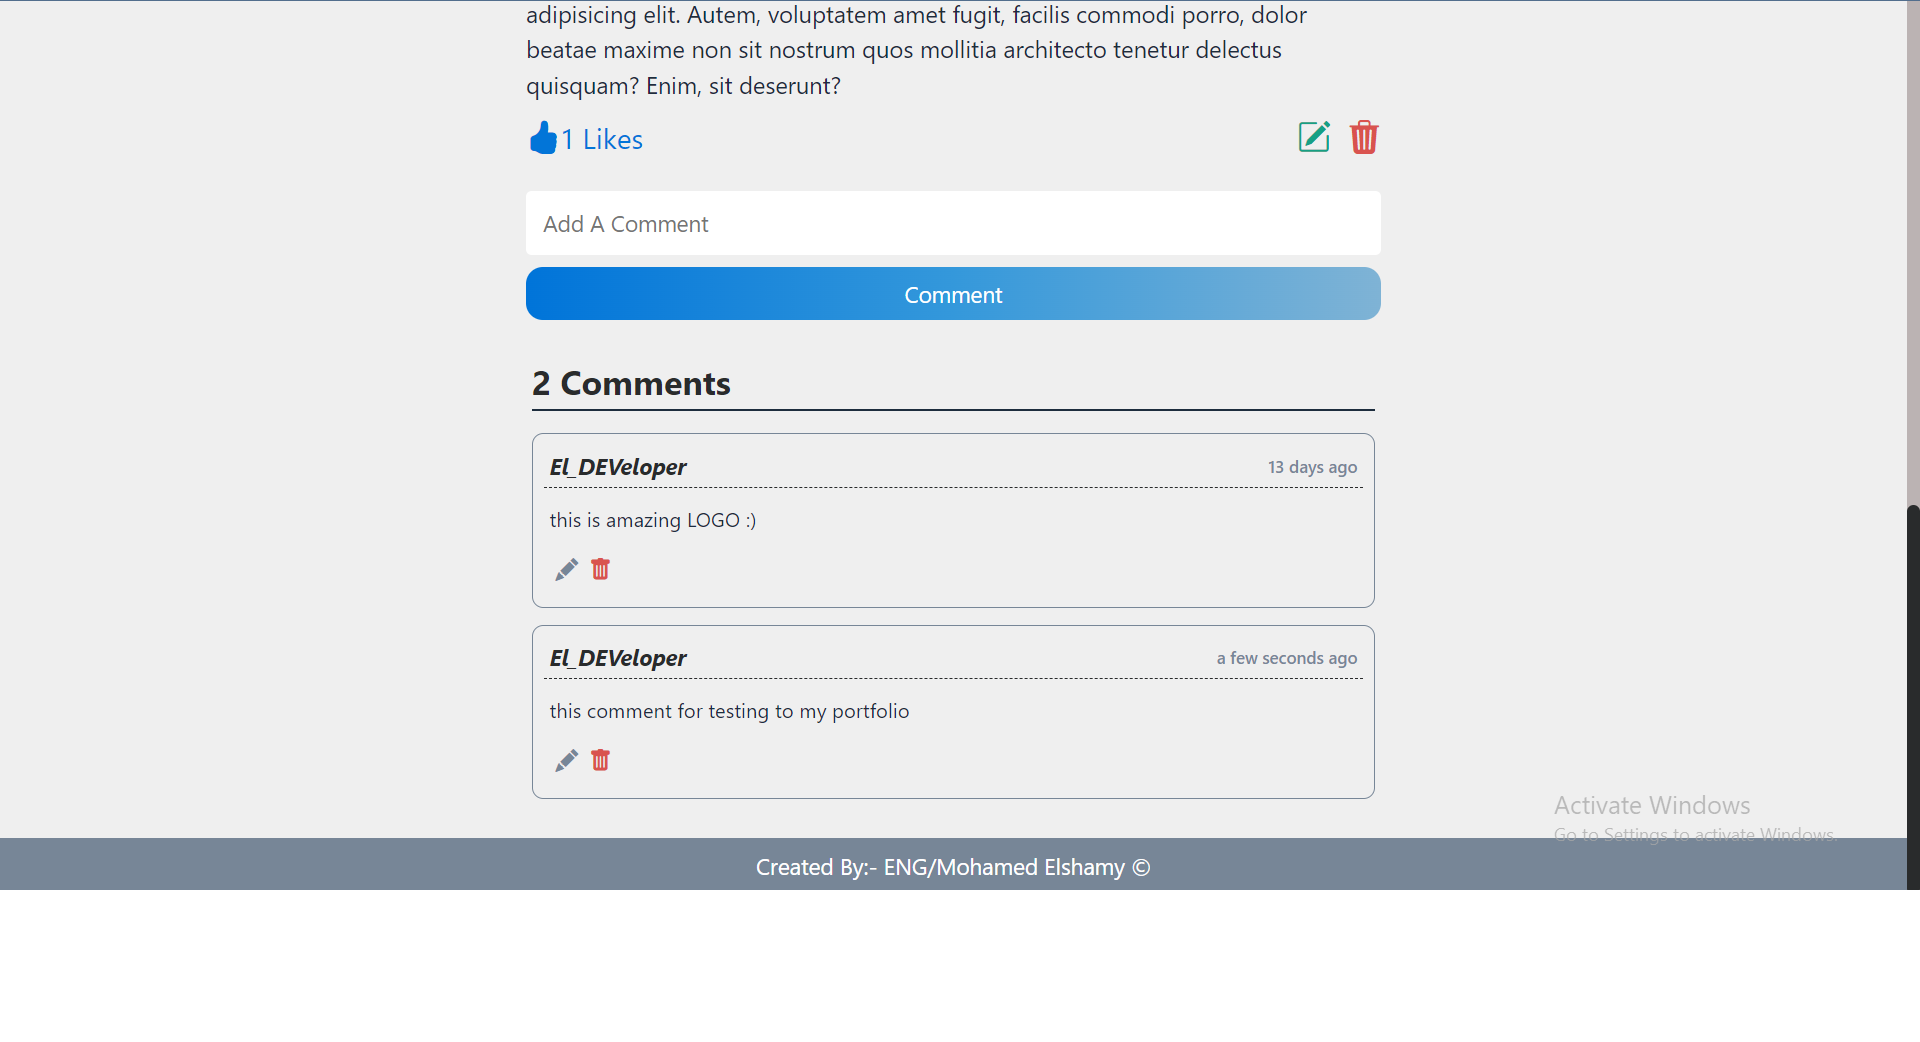 adipisicing elit. Autem, voluptatem amet fugit, facilis commodi porro, dolor
beatae maxime non sit nostrum quos mollitia architecto tenetur delectus
quisquam? Enim, sit deserunt?
1 Likes
Add A Comment
Comment
2 Comments
El_DEVeloper
13 days ago
this is amazing LOGO :)
El_DEVeloper
a few seconds ago
this comment for testing to my portfolio
Activate Windows
Go to Settings to activate Windows.
Created By:- ENG/Mohamed Elshamy ©